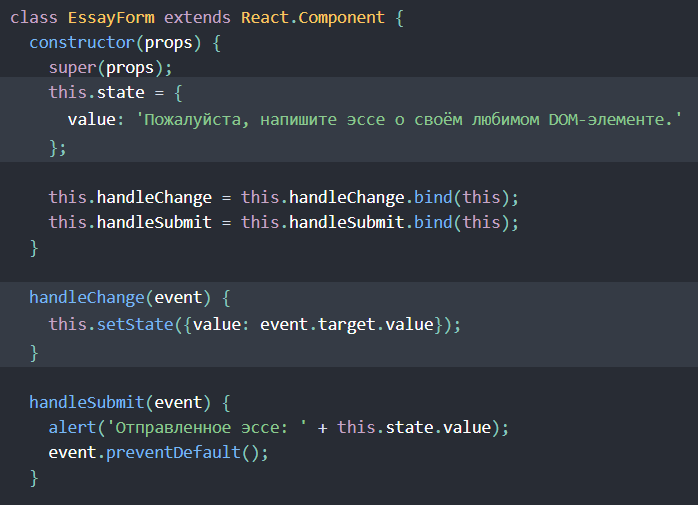 class EssayForm extends React.Component {
constructor(props) {
super(props);
this.state = {
value: 'Пожалуйста, напишите эссе о своём любимом DOM-элементе.'
};
this.handleChange = this.handleChange.bind(this);
this.handleSubmit = this.handleSubmit.bind(this);
}
handleChange(event) {
this.setState({value: event.target.value});
}
handleSubmit(event) {
alert('Отправленное эссе: ' + this.state.value);
event.preventDefault();
}